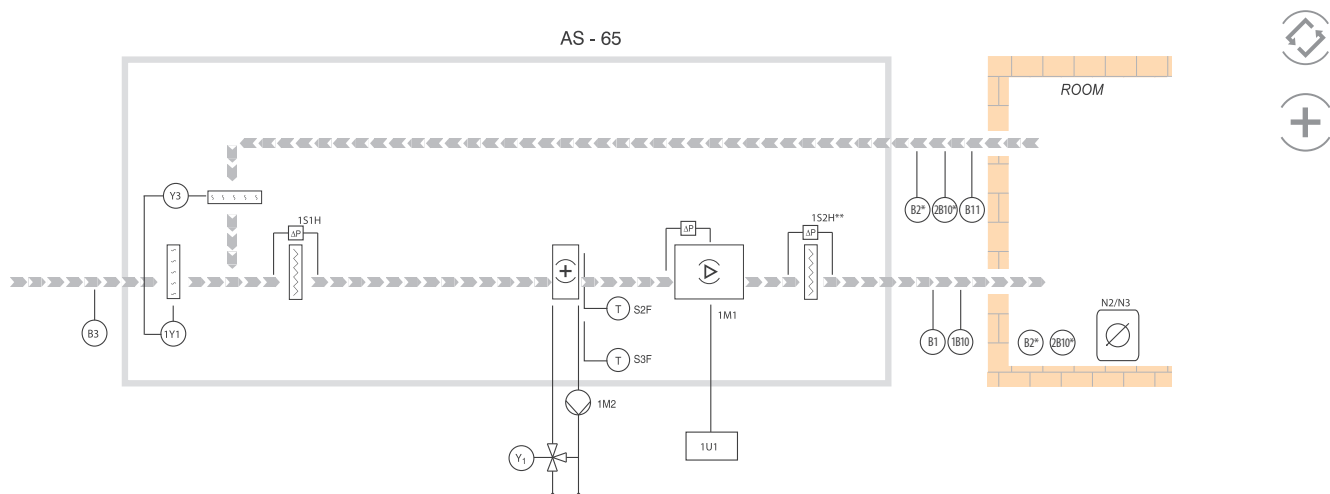 AS - 65
ROOM
Y3
1S1H
ΔP
ΔP
1S2H**
ΔP
B2*
2B10*
B11
B3
1Y1
T
S2F
1M1
B1
1B10
B2*
2B10*
N2/N3
T
S3F
1M2
1U1
Y1